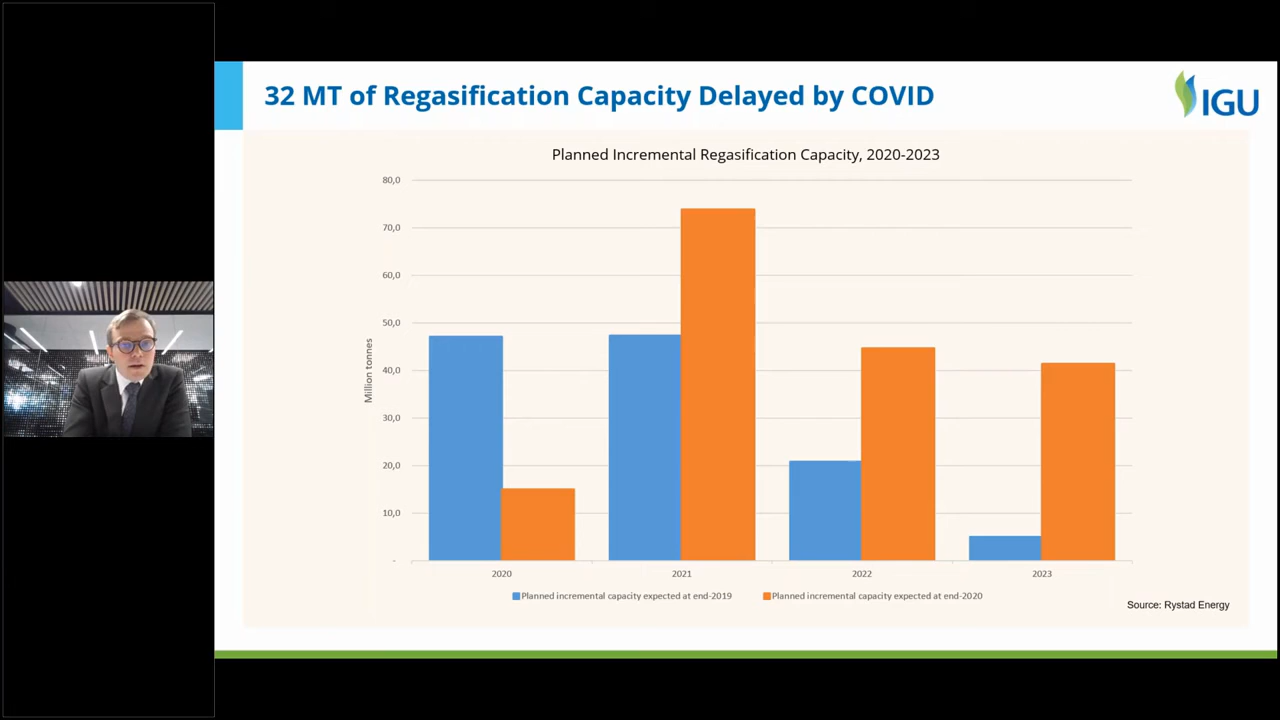 32 MT of Regasification Capacity Delayed by COVID
IGU
Planned Incremental Regasification Capacity, 2020-2023
80,0
70,0
60,0
50,0
40,0
30,0
20,0
10,0
-
Million tonnes
2020
2021
2022
2023
Planned incremental capacity expected at end-2019
Planned incremental capacity expected at end-2020
Source: Rystad Energy